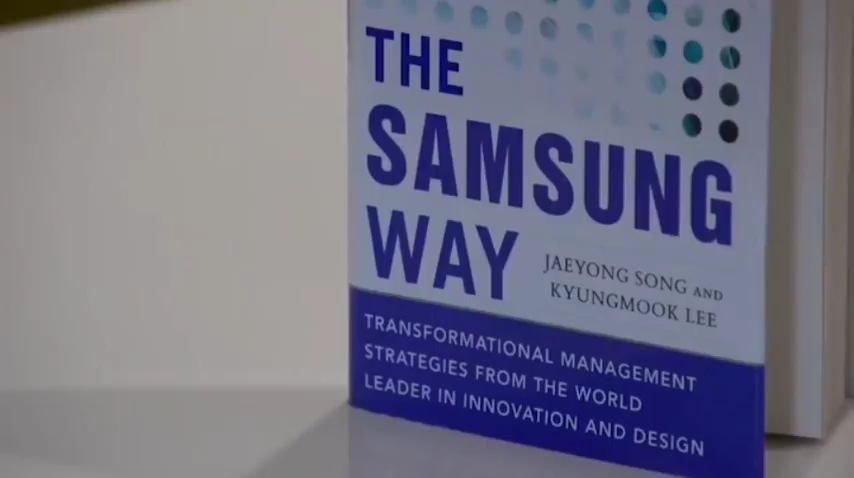 THE
SAMSUNG
WAY
JAEYONG SONG AND
KYUNGMOOK LEE
TRANSFORMATIONAL MANAGEMENT
STRATEGIES FROM THE WORLD
LEADER IN INNOVATION AND DESIGN